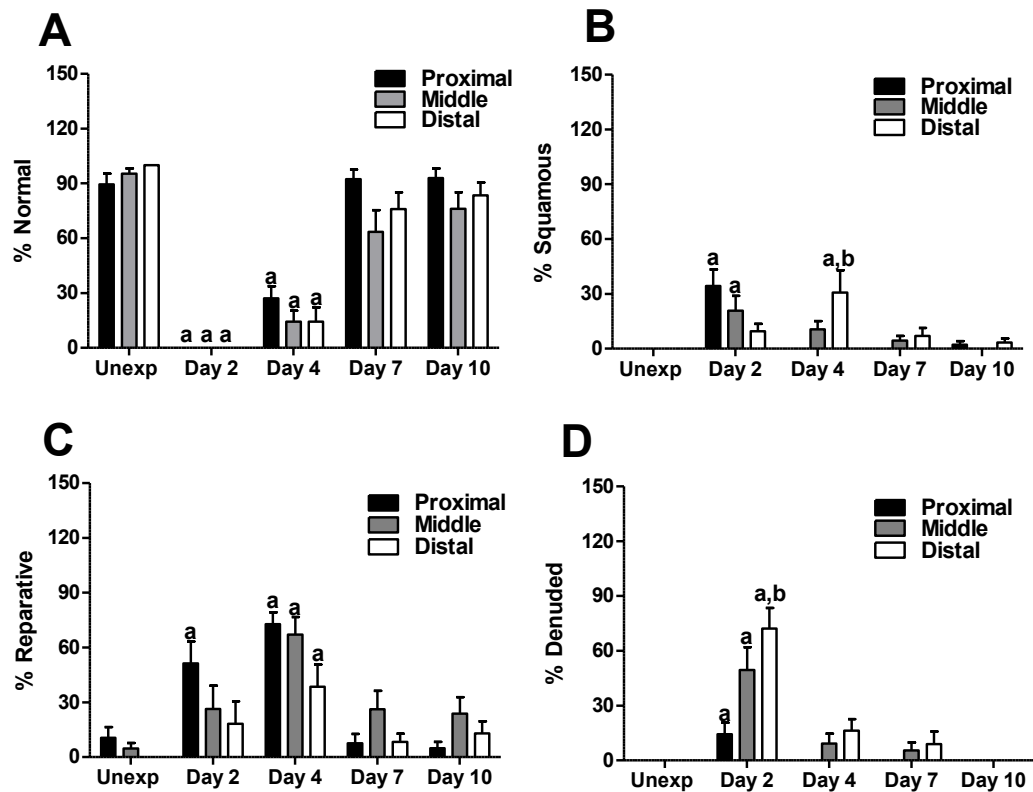 A
150
120
90
60
30
0
% Normal
Proximal
Middle
Distal
a a a
a a a
Unexp Day 2 Day 4 Day 7 Day 10
B
150
120
90
60
30
0
% Squamous
Proximal
Middle
Distal
a a a,b
Unexp Day 2 Day 4 Day 7 Day 10
C
150
120
90
60
30
0
% Reparative
Proximal
Middle
Distal
a a a a
Unexp Day 2 Day 4 Day 7 Day 10
D
150
120
90
60
30
0
% Denuded
Proximal
Middle
Distal
a a a,b
Unexp Day 2 Day 4 Day 7 Day 10